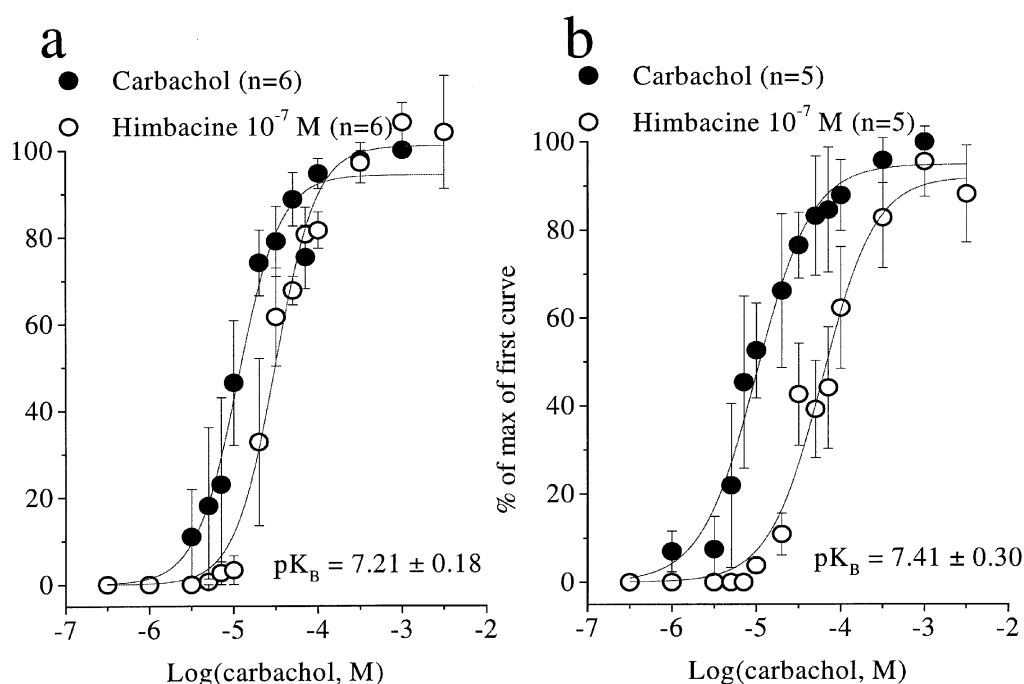 a
Carbachol (n=6)
Himbacine 10⁻⁷ M (n=6)
100
80
60
40
20
0
pK_B = 7.21 ± 0.18
-7 -6 -5 -4 -3 -2
Log(carbachol, M)
b
Carbachol (n=5)
Himbacine 10⁻⁷ M (n=5)
% of max of first curve
100
80
60
40
20
0
pK_B = 7.41 ± 0.30
-7 -6 -5 -4 -3 -2
Log(carbachol, M)